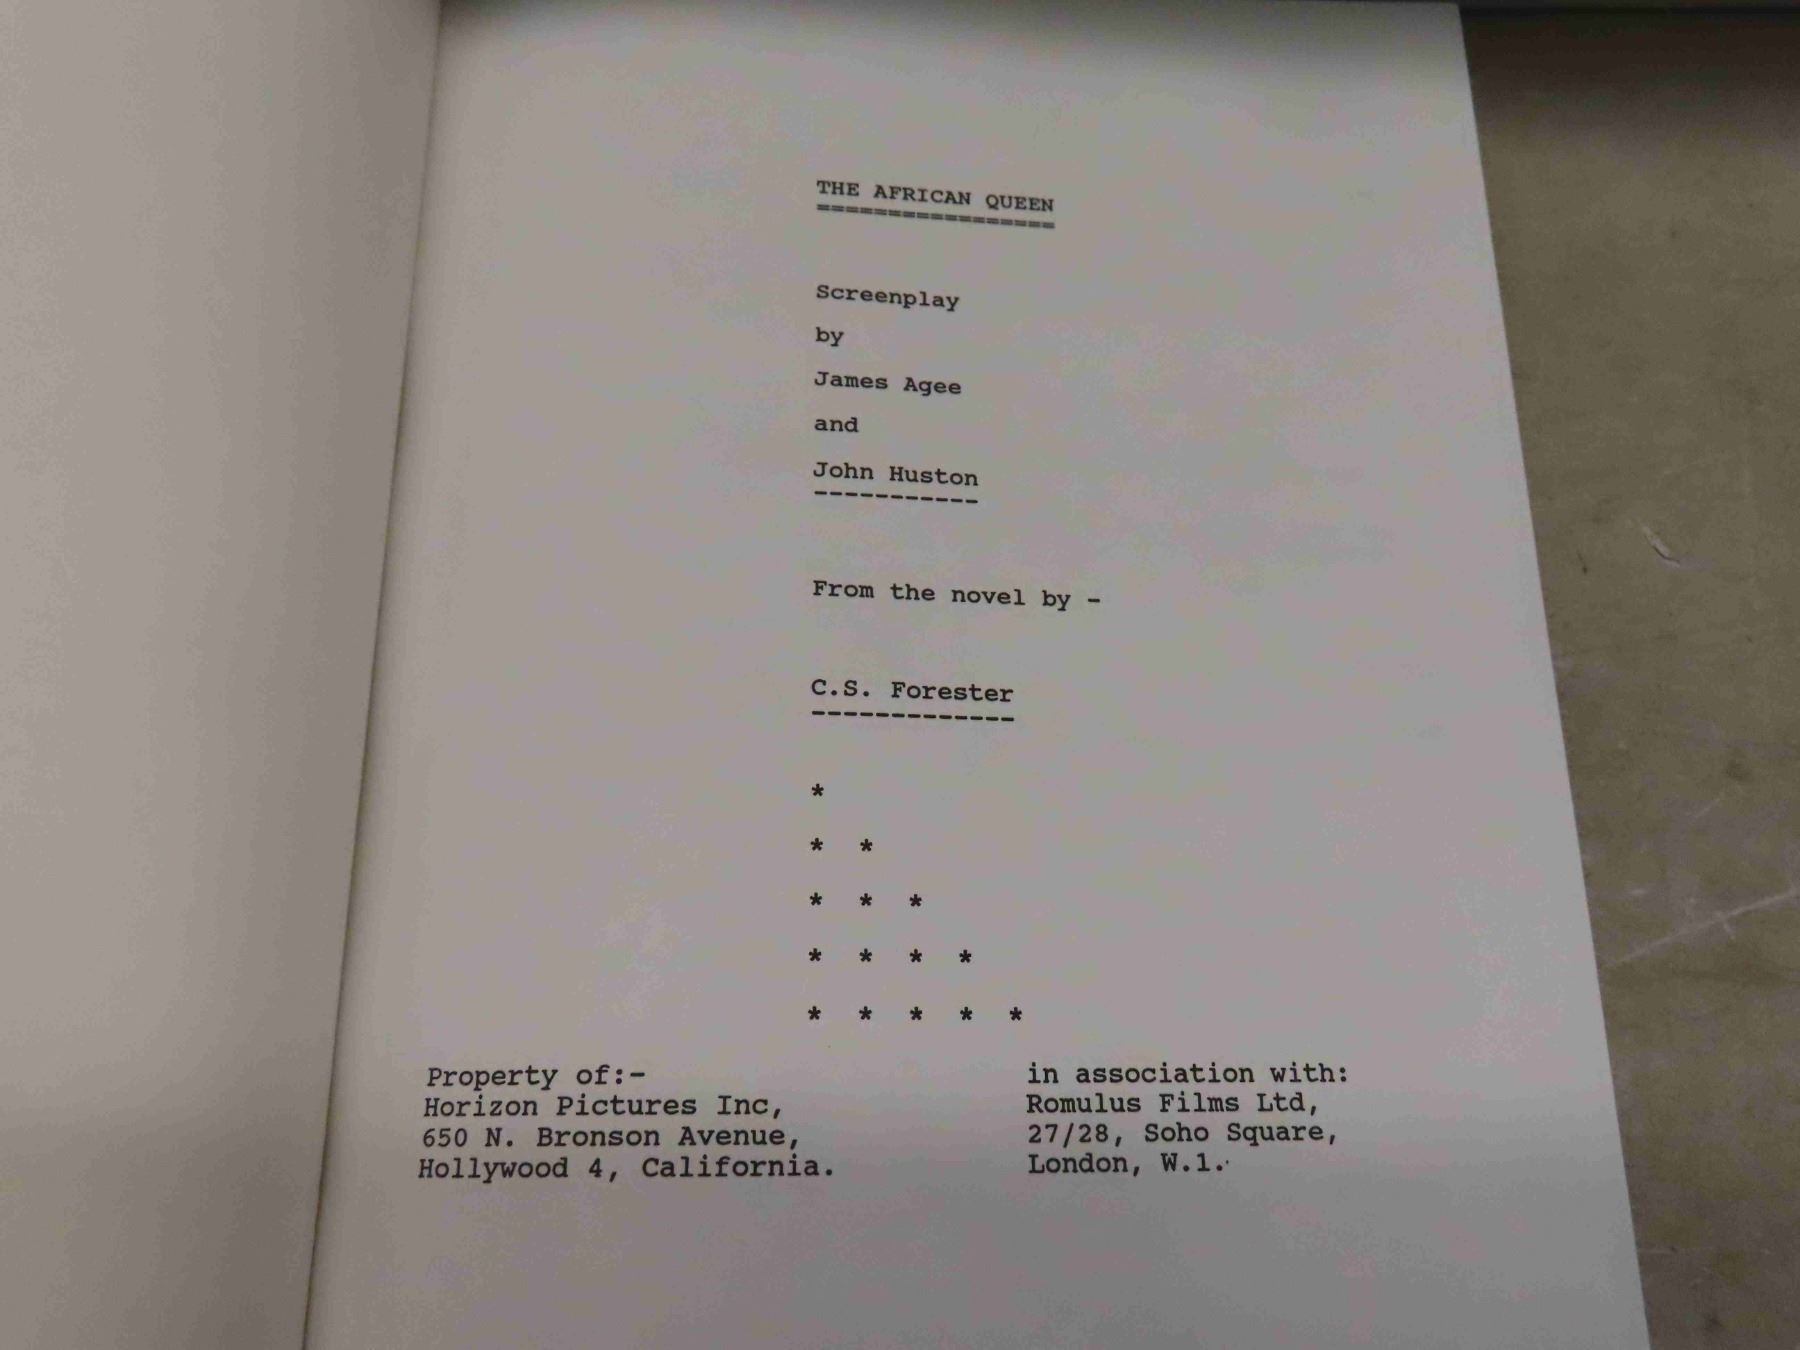 THE AFRICAN QUEEN
=================
Screenplay
by
James Agee
and
John Huston
-----------
From the novel by -
C.S. Forester
-------------
*
* *
* * *
* * * *
* * * * *
Property of:-
Horizon Pictures Inc,
650 N. Bronson Avenue,
Hollywood 4, California.
in association with:
Romulus Films Ltd,
27/28, Soho Square,
London, W.1.